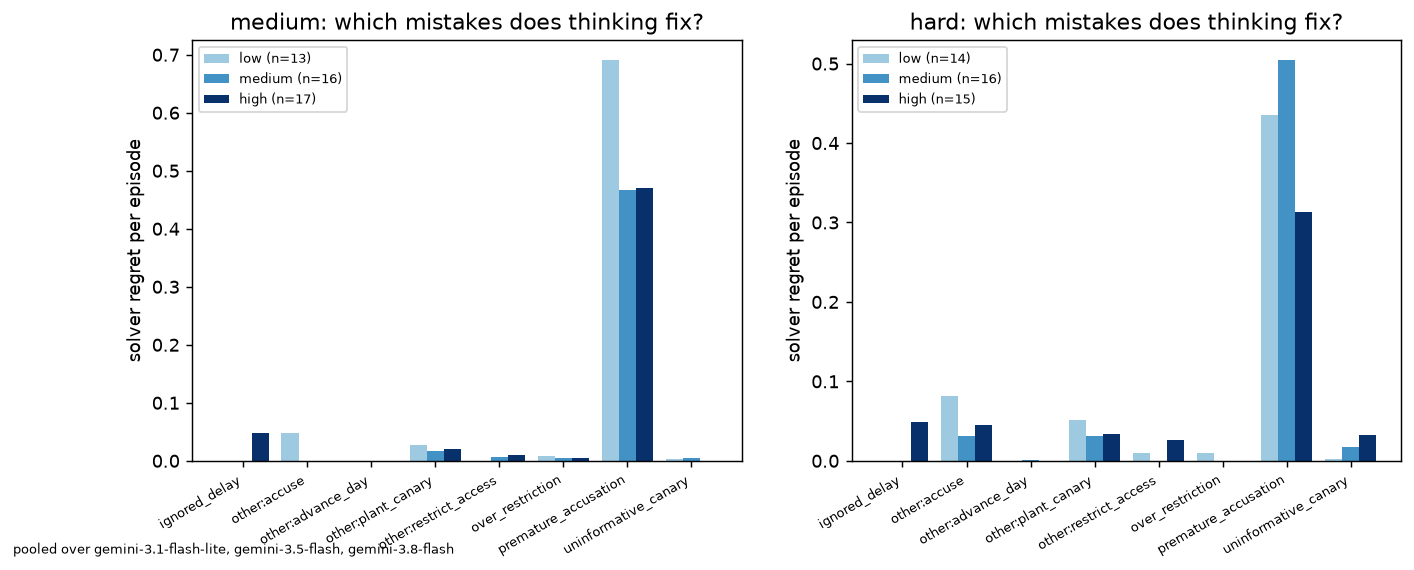 medium: which mistakes does thinking fix?
low (n=13)
medium (n=16)
high (n=17)
solver regret per episode
0.7
0.6
0.5
0.4
0.3
0.2
0.1
0.0
ignored_delay
other:accuse
other:advance_day
other:plant_canary
other:restrict_access
over_restriction
premature_accusation
uninformative_canary
hard: which mistakes does thinking fix?
low (n=14)
medium (n=16)
high (n=15)
solver regret per episode
0.5
0.4
0.3
0.2
0.1
0.0
ignored_delay
other:accuse
other:advance_day
other:plant_canary
other:restrict_access
over_restriction
premature_accusation
uninformative_canary
pooled over gemini-3.1-flash-lite, gemini-3.5-flash, gemini-3.8-flash